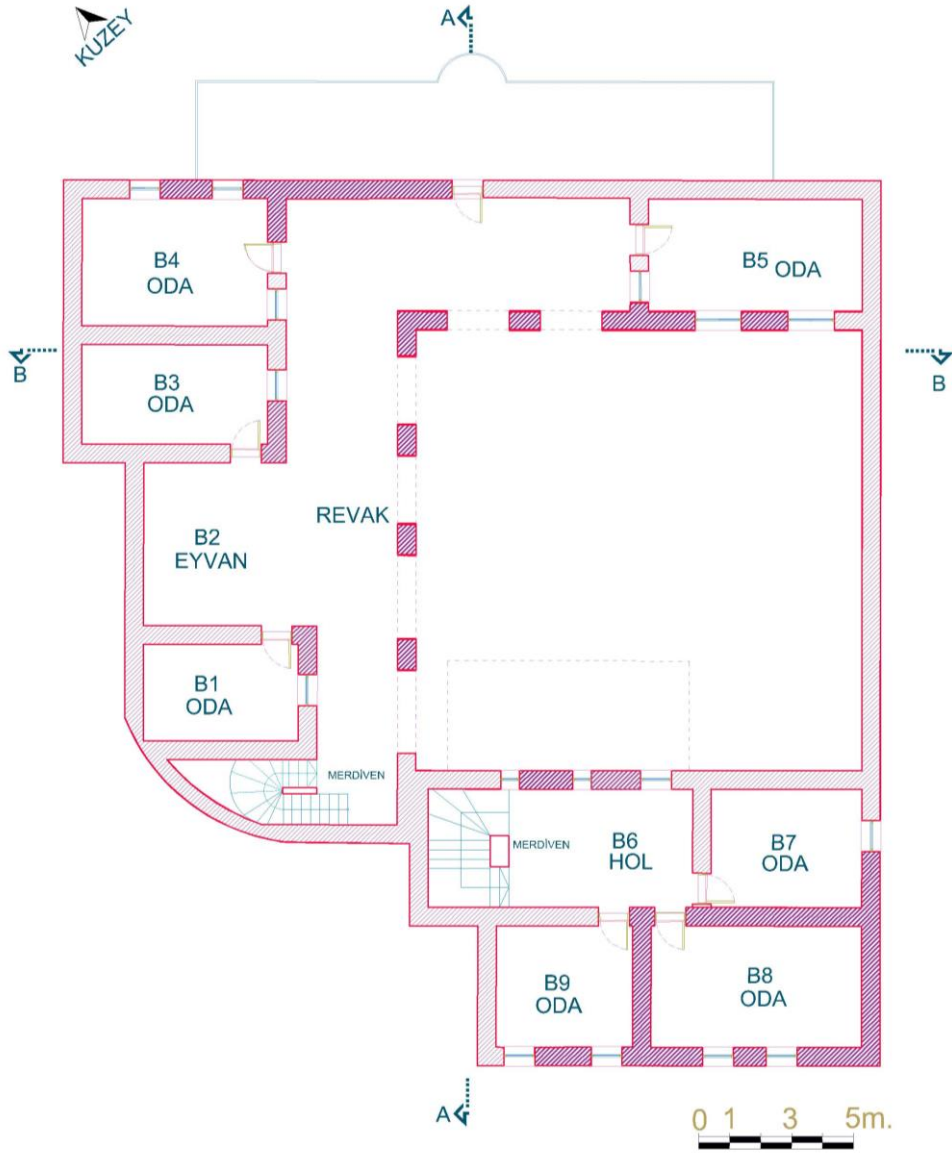 KUZEY
A
B4
ODA
B5 ODA
B
B
B3
ODA
REVAK
B2
EYVAN
B1
ODA
MERDİVEN
MERDİVEN
B6
HOL
B7
ODA
B9
ODA
B8
ODA
A
0 1 3 5m.